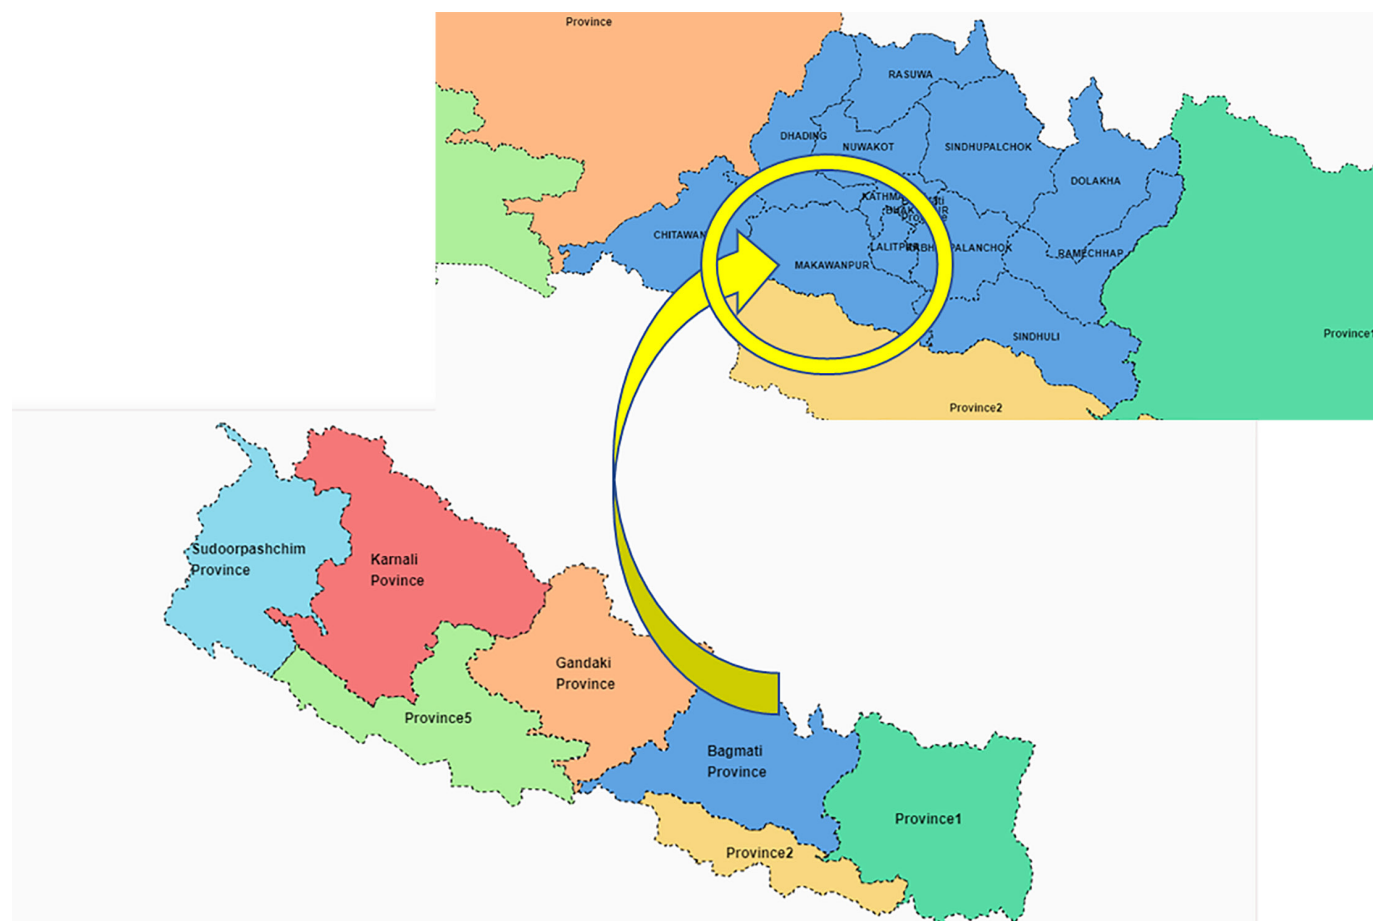 Province
RASUWA
DHADING
NUWAKOT
SINDHUPALCHOK
DOLAKHA
CHITAWAN
LALITPUR
MAKAWANPUR
RAMECHHAP
SINDHULI
Province1
Province2
Sudoorpashchim
Province
Karnali
Povince
Gandaki
Province
Province5
Bagmati
Province
Province1
Province2